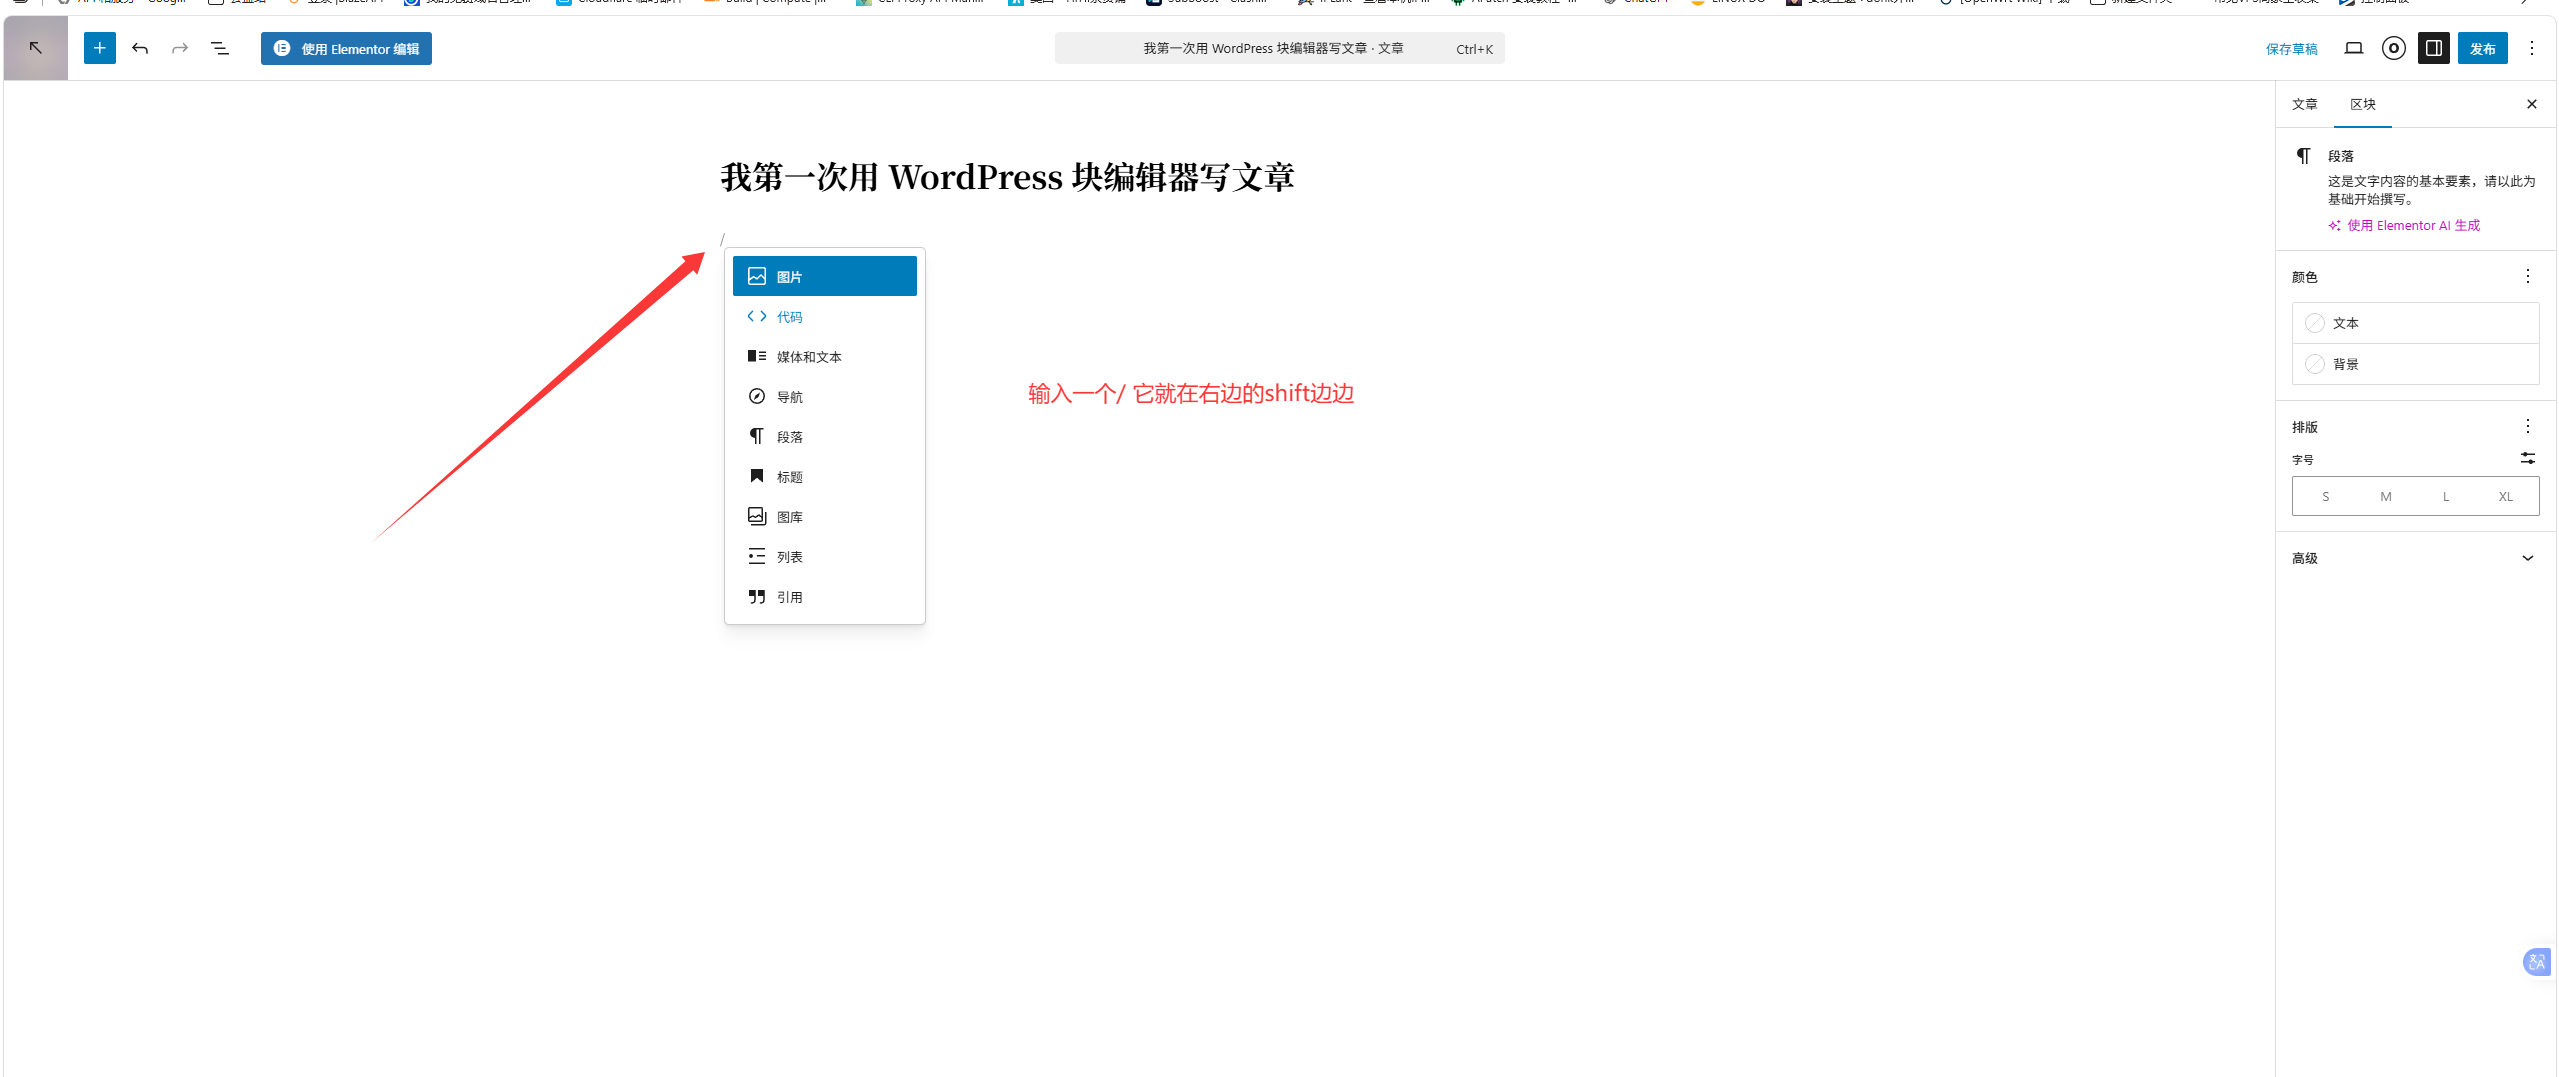 使用 Elementor 编辑
我第一次用 WordPress 块编辑器写文章 · 文章
Ctrl+K
保存草稿
发布
文章
区块
我第一次用 WordPress 块编辑器写文章
/
图片
代码
媒体和文本
导航
段落
标题
图库
列表
引用
输入一个/ 它就在右边的shift边边
段落
这是文字内容的基本要素，请以此为
基础开始撰写。
使用 Elementor AI 生成
颜色
文本
背景
排版
字号
S M L XL
高级